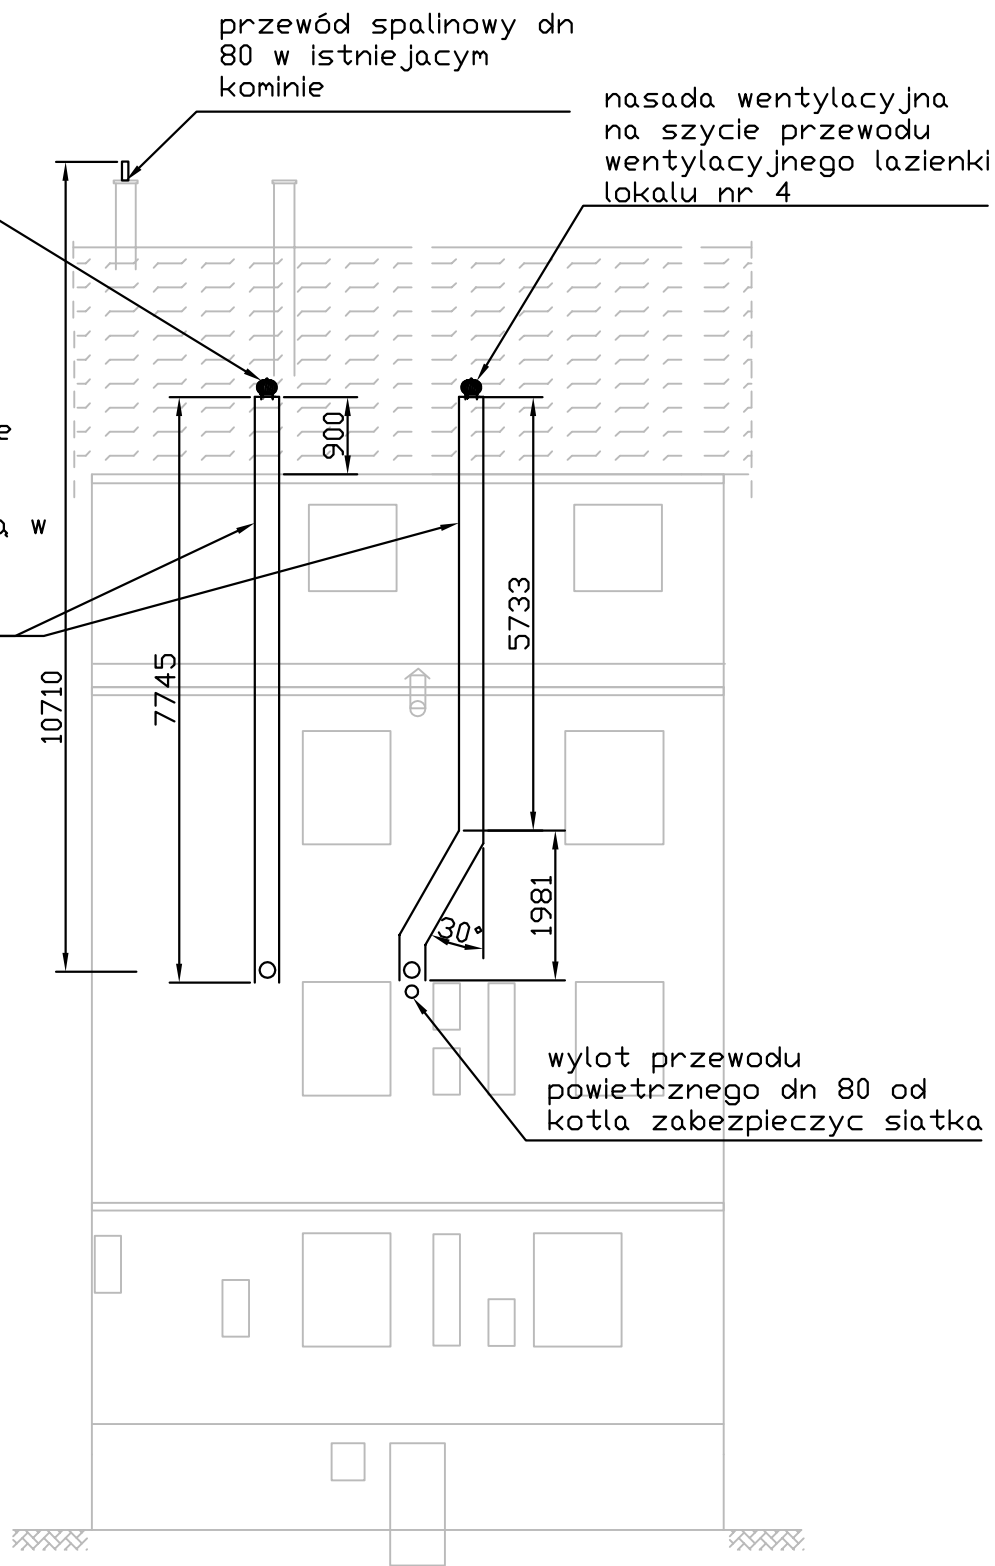 przewód spalinowy dn
80 w istniejacym
kominie
nasada wentylacyjna
na szycie przewodu
wentylacyjnego lazienki
lokalu nr 4
900
w
5733
7745
10710
1981
30°
wylot przewodu
powietrznego dn 80 od
kotla zabezpieczyc siatka